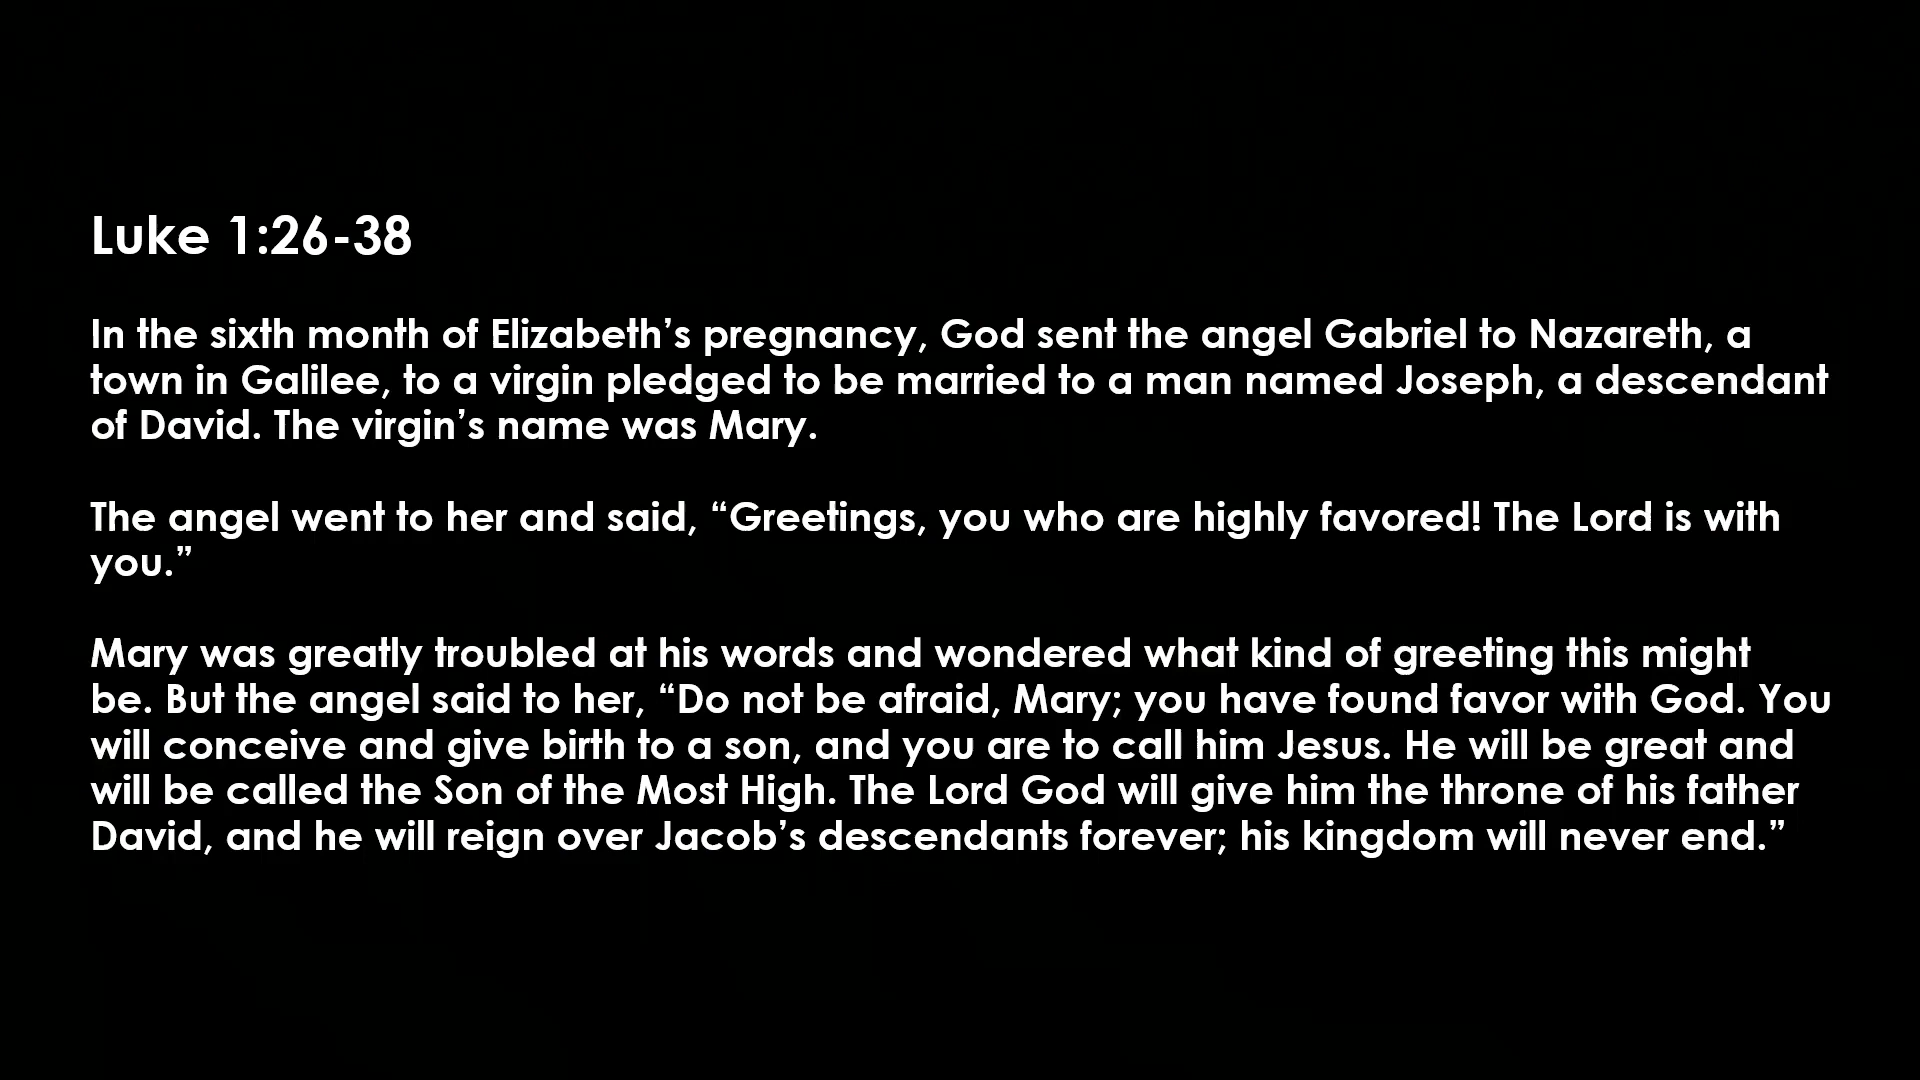 Luke 1:26-38
In the sixth month of Elizabeth’s pregnancy, God sent the angel Gabriel to Nazareth, a
town in Galilee, to a virgin pledged to be married to a man named Joseph, a descendant
of David. The virgin’s name was Mary.
The angel went to her and said, “Greetings, you who are highly favored! The Lord is with
you.”
Mary was greatly troubled at his words and wondered what kind of greeting this might
be. But the angel said to her, “Do not be afraid, Mary; you have found favor with God. You
will conceive and give birth to a son, and you are to call him Jesus. He will be great and
will be called the Son of the Most High. The Lord God will give him the throne of his father
David, and he will reign over Jacob’s descendants forever; his kingdom will never end.”